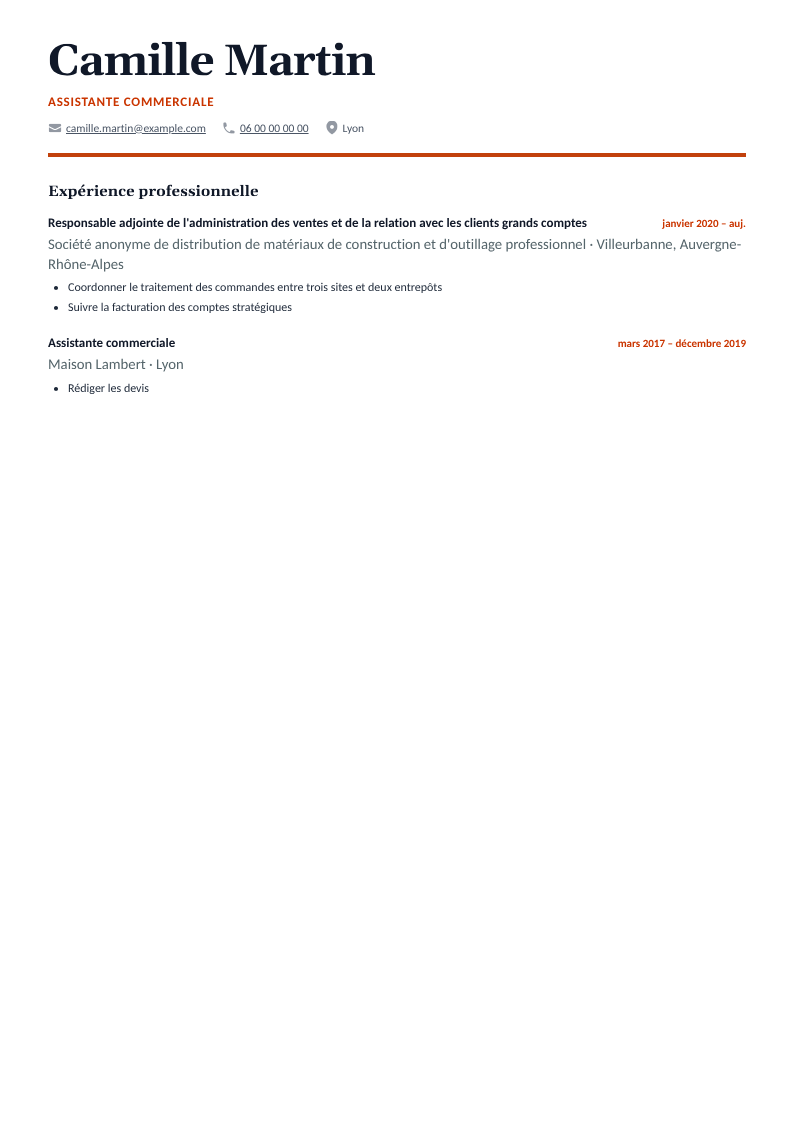 Camille Martin
ASSISTANTE COMMERCIALE
camille.martin@example.com 06 00 00 00 00 Lyon
Expérience professionnelle
Responsable adjointe de l'administration des ventes et de la relation avec les clients grands comptes janvier 2020 – auj.
Société anonyme de distribution de matériaux de construction et d'outillage professionnel · Villeurbanne, Auvergne-
Rhône-Alpes
• Coordonner le traitement des commandes entre trois sites et deux entrepôts
• Suivre la facturation des comptes stratégiques
Assistante commerciale mars 2017 – décembre 2019
Maison Lambert · Lyon
• Rédiger les devis